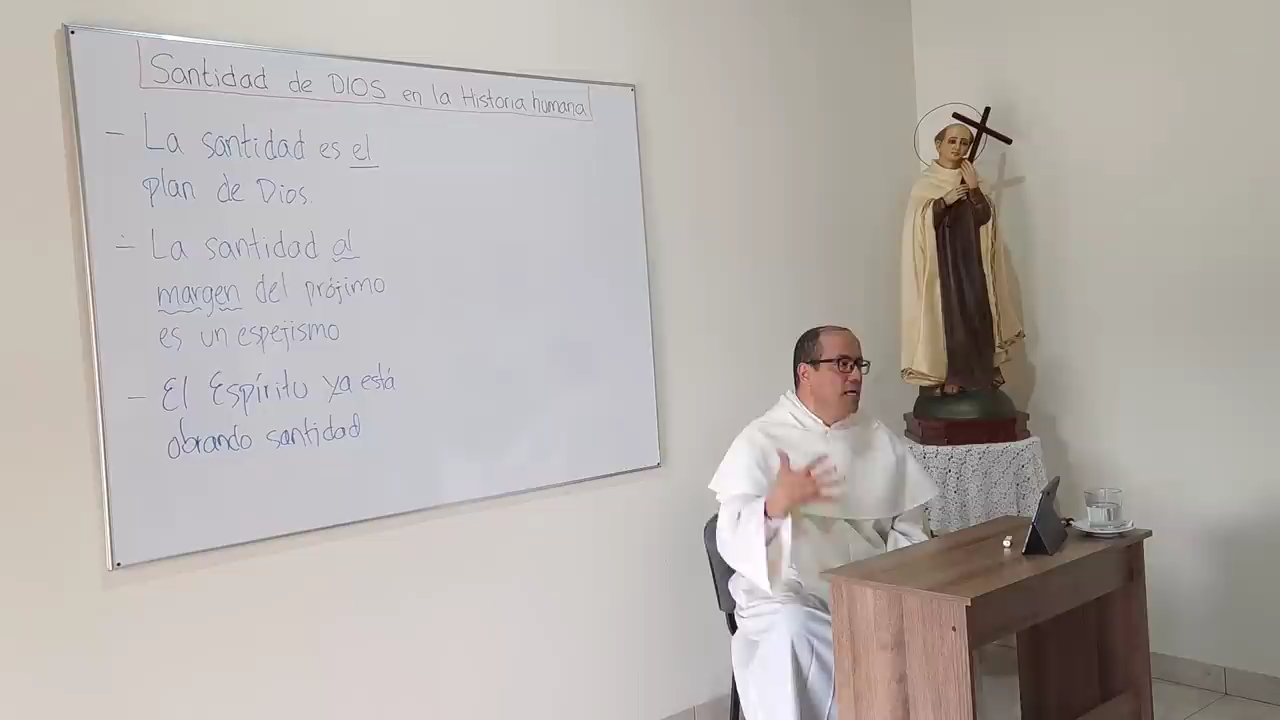 Santidad de DIOS en la Historia humana
- La santidad es el
plan de Dios.
- La santidad al
margen del prójimo
es un espejismo
- El Espíritu ya está
obrando santidad